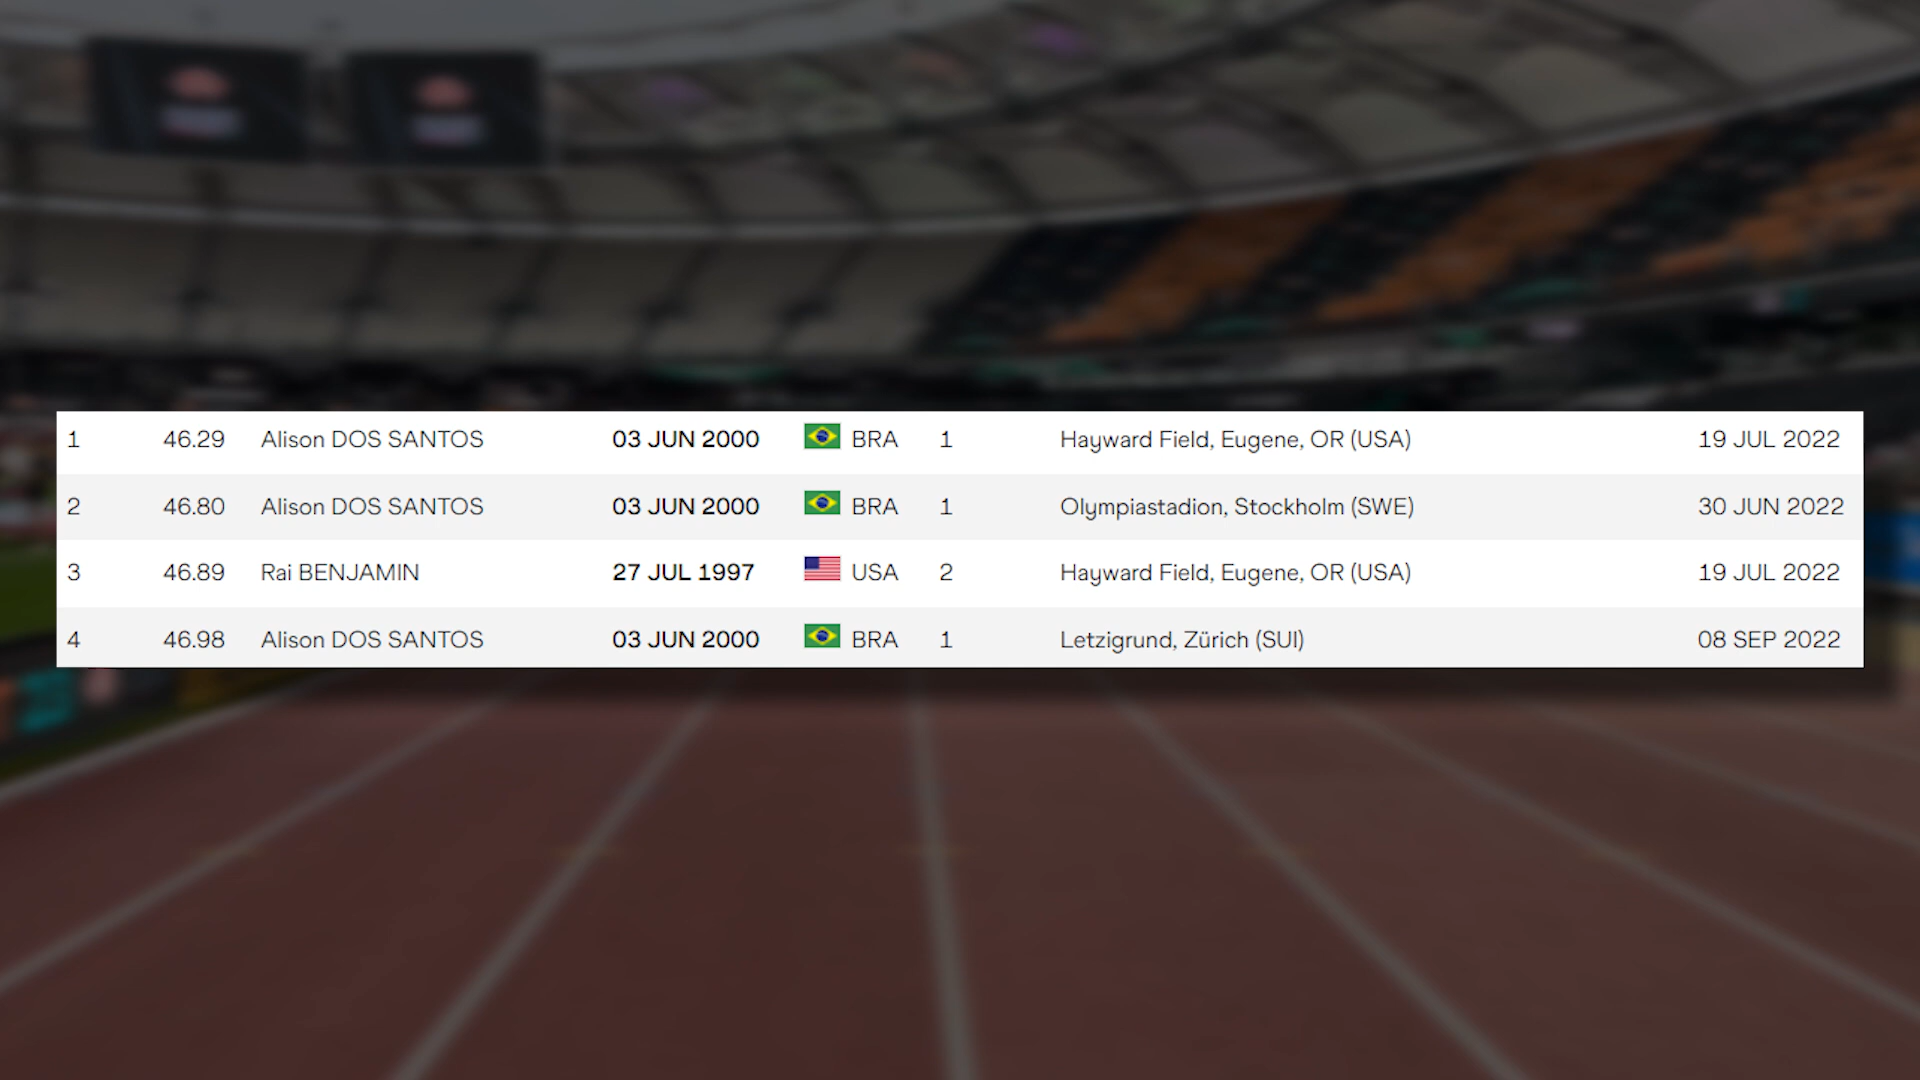 1 46.29 Alison DOS SANTOS 03 JUN 2000 BRA 1 Hayward Field, Eugene, OR (USA) 19 JUL 2022
2 46.80 Alison DOS SANTOS 03 JUN 2000 BRA 1 Olympiastadion, Stockholm (SWE) 30 JUN 2022
3 46.89 Rai BENJAMIN 27 JUL 1997 USA 2 Hayward Field, Eugene, OR (USA) 19 JUL 2022
4 46.98 Alison DOS SANTOS 03 JUN 2000 BRA 1 Letzigrund, Zürich (SUI) 08 SEP 2022